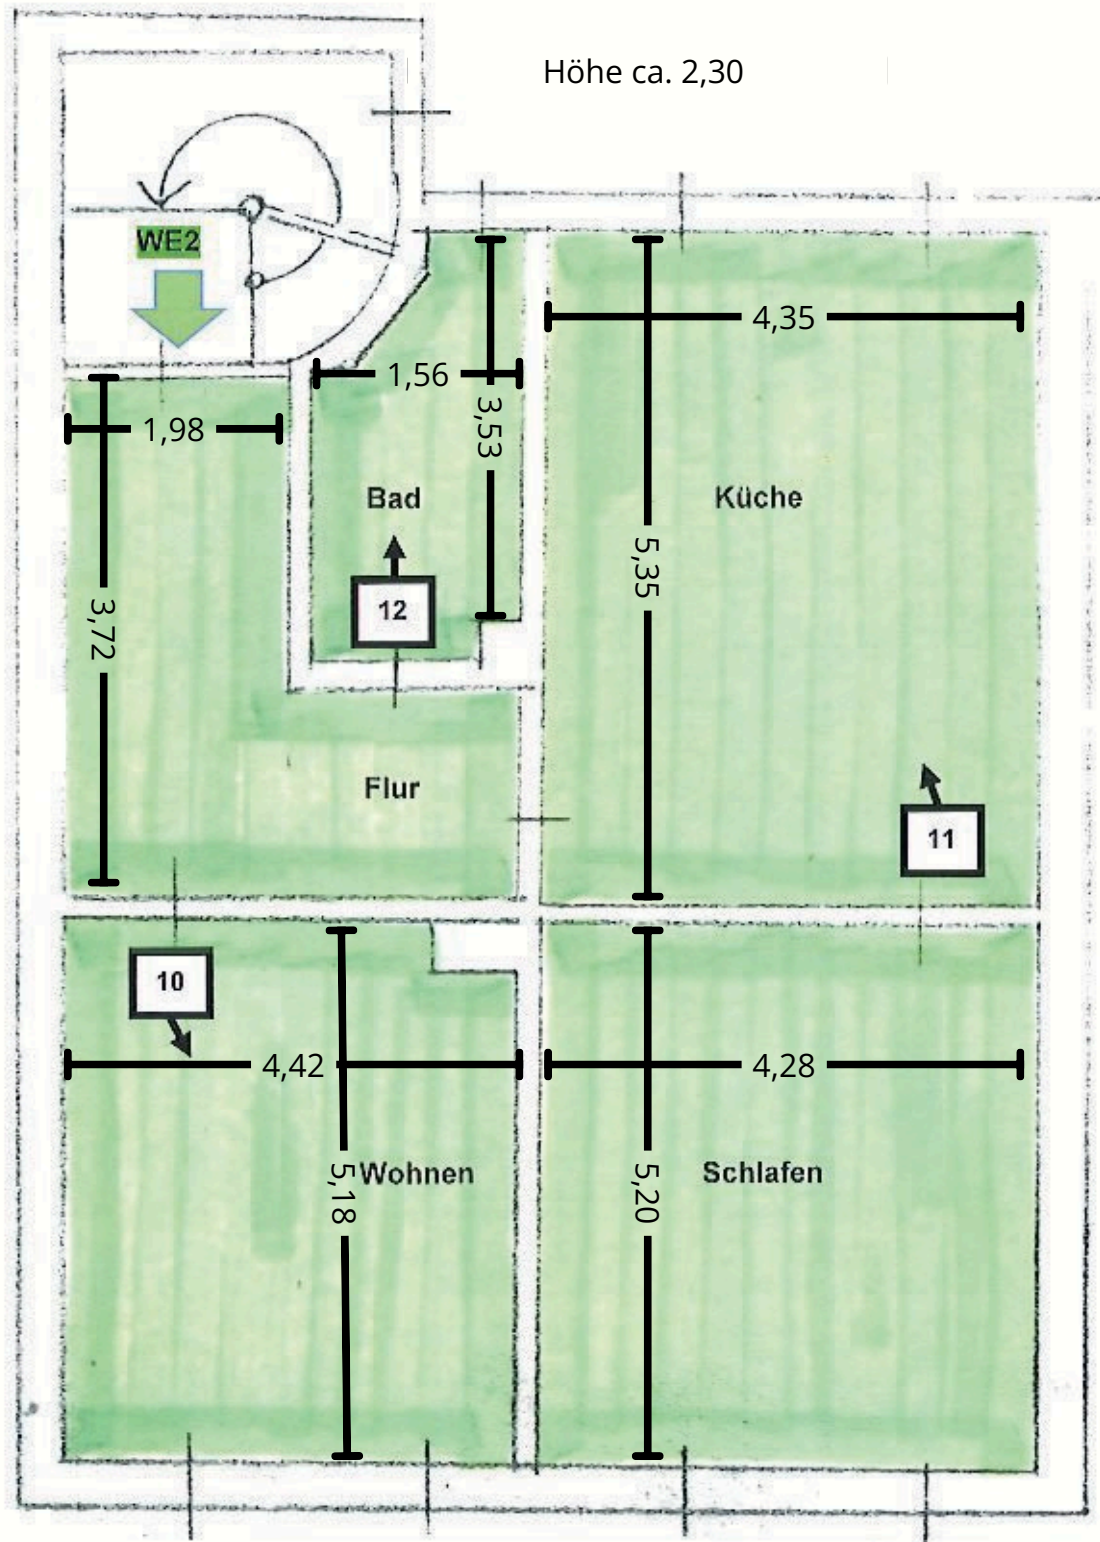 Höhe ca. 2,30
WE2
4,35
1,56
1,98
3,53
Bad
Küche
5,35
12
3,72
Flur
11
10
4,42
4,28
5,18
Wohnen
Schlafen
5,20